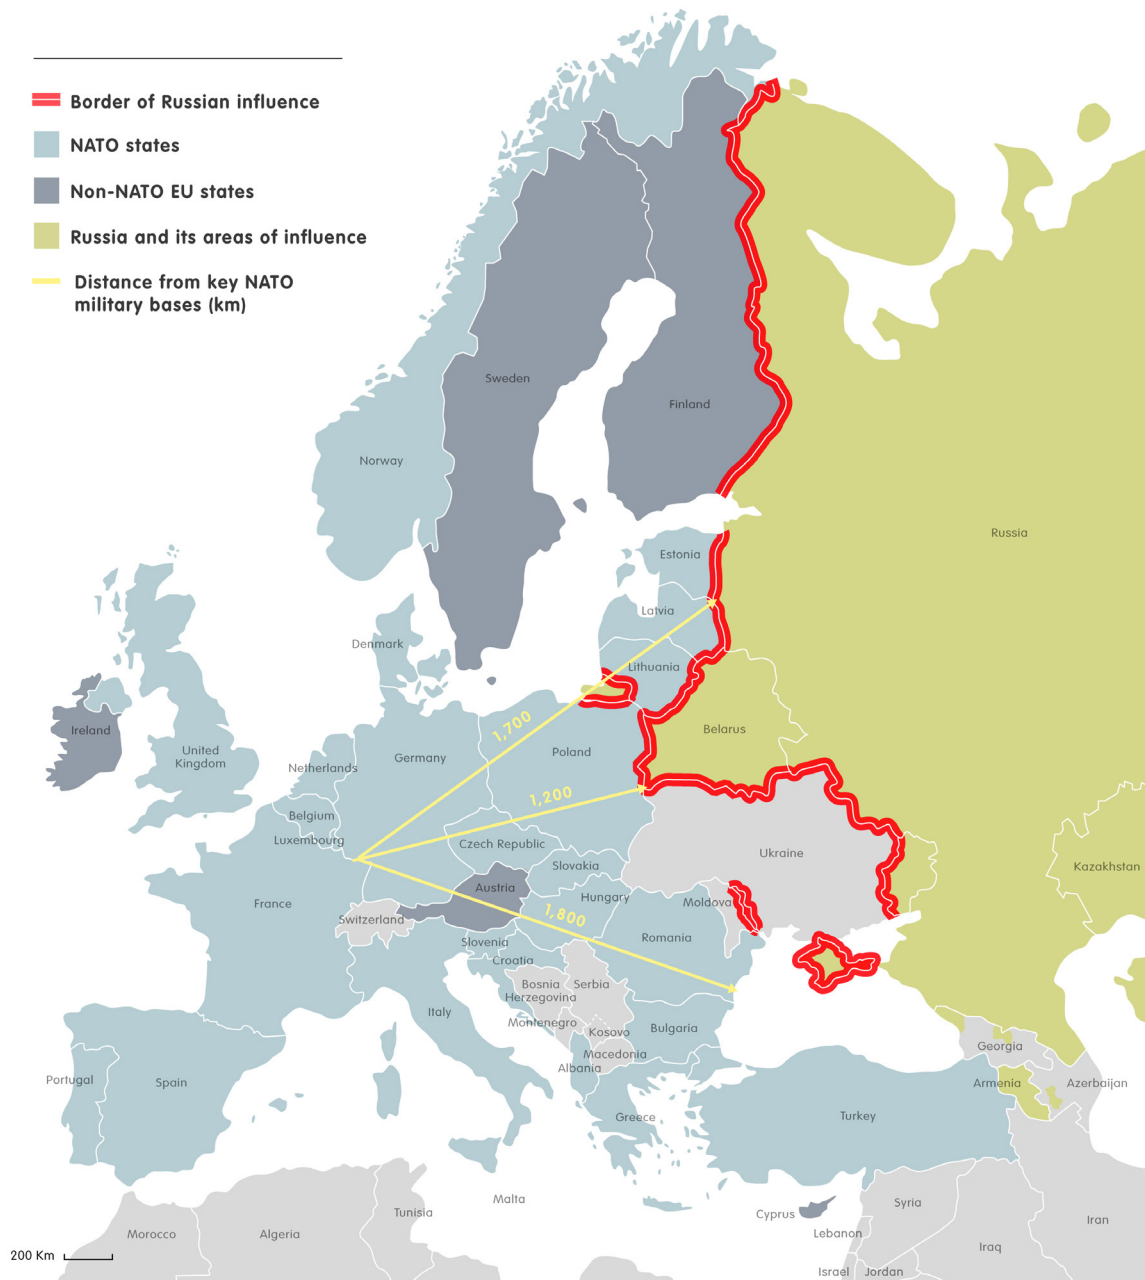 Border of Russian influence
NATO states
Non-NATO EU states
Russia and its areas of influence
Distance from key NATO
military bases (km)
Sweden
Finland
Norway
Russia
Estonia
Latvia
Denmark
Lithuania
1,700
Ireland
Belarus
United
Kingdom
Netherlands
Germany
Poland
1,200
Belgium
Luxembourg
Czech Republic
Ukraine
Slovakia
Kazakhstan
Austria
France
Hungary
Moldova
Switzerland
1,800
Slovenia
Romania
Croatia
Bosnia
Herzegovina
Serbia
Italy
Montenegro
Kosovo
Bulgaria
Georgia
Macedonia
Albania
Portugal
Spain
Armenia
Azerbaijan
Greece
Turkey
Malta
Syria
Tunisia
Cyprus
Iran
Morocco
Algeria
Lebanon
Iraq
200 Km
Israel
Jordan